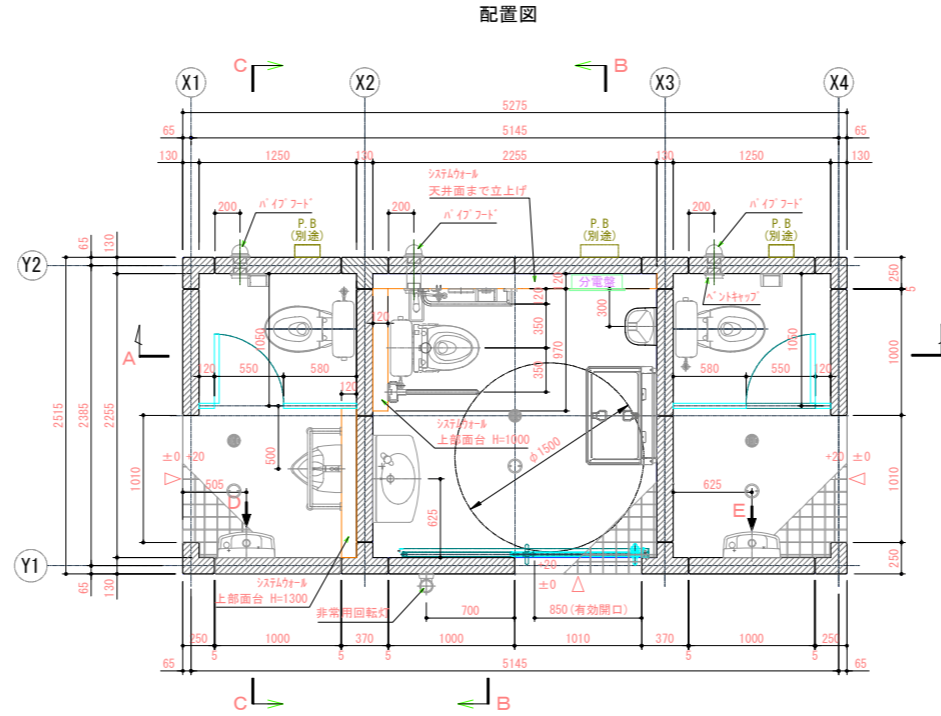 配置図
C
B
X1
X2
X3
X4
5275
65
5145
65
130
1250
130
2255
130
1250
130
システムウォール
天井面まで立上げ
200
パイプフード
P.B
(別途)
200
パイプフード
P.B
(別途)
200
パイプフード
P.B
(別途)
Y2
65
130
120
分電盤
ベントキャップ
250
5
120
300
350
A
1050
120
970
1050
1000
120
550
580
120
350
580
550
120
2515
2385
2255
システムウォール
上部面台 H=1000
φ1500
±0
+20
500
+20
±0
1010
505
625
1010
D
625
E
Y1
65
130
システムウォール
上部面台 H=1300
非常用回転灯
+20
±0
250
700
850(有効開口)
250
1000
370
1000
1010
370
1000
250
5
5
5
5
5
65
5145
65
C
B